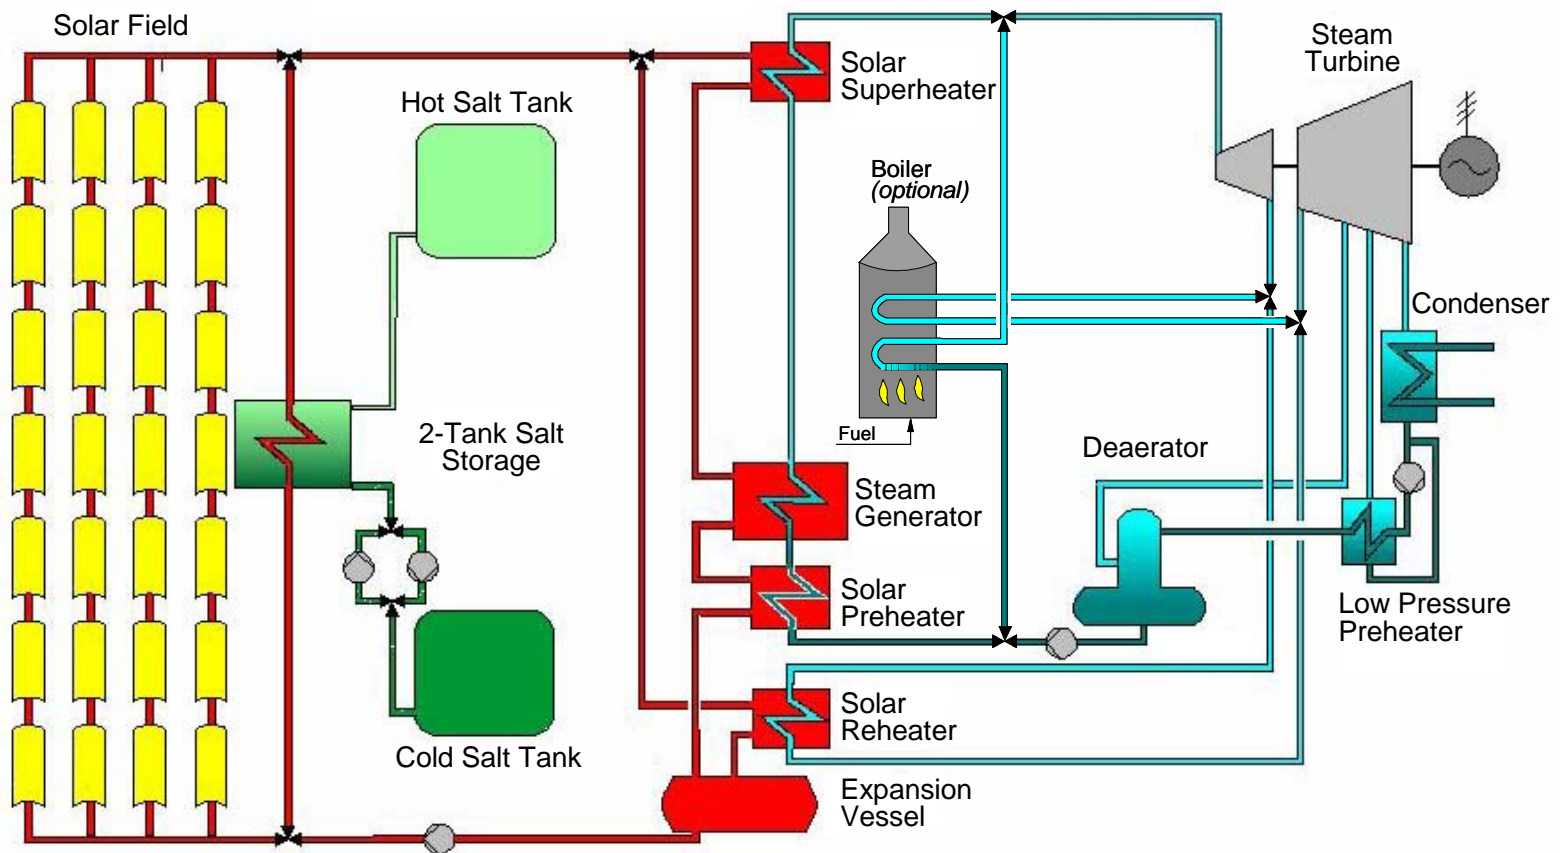 Solar Field
Hot Salt Tank
2-Tank Salt
Storage
Cold Salt Tank
Solar
Superheater
Boiler
(optional)
Fuel
Steam
Generator
Solar
Preheater
Solar
Reheater
Expansion
Vessel
Steam
Turbine
Condenser
Deaerator
Low Pressure
Preheater